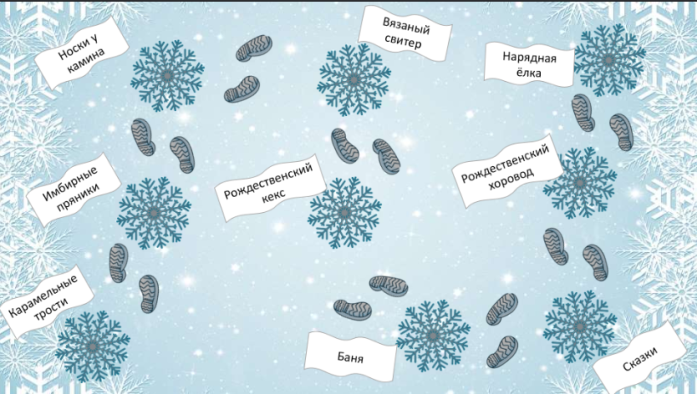 Носки у
камина
Вязаный
свитер
Нарядная
ёлка
Имбирные
пряники
Рождественский
кекс
Рождественский
хоровод
Карамельные
трости
Баня
Сказки